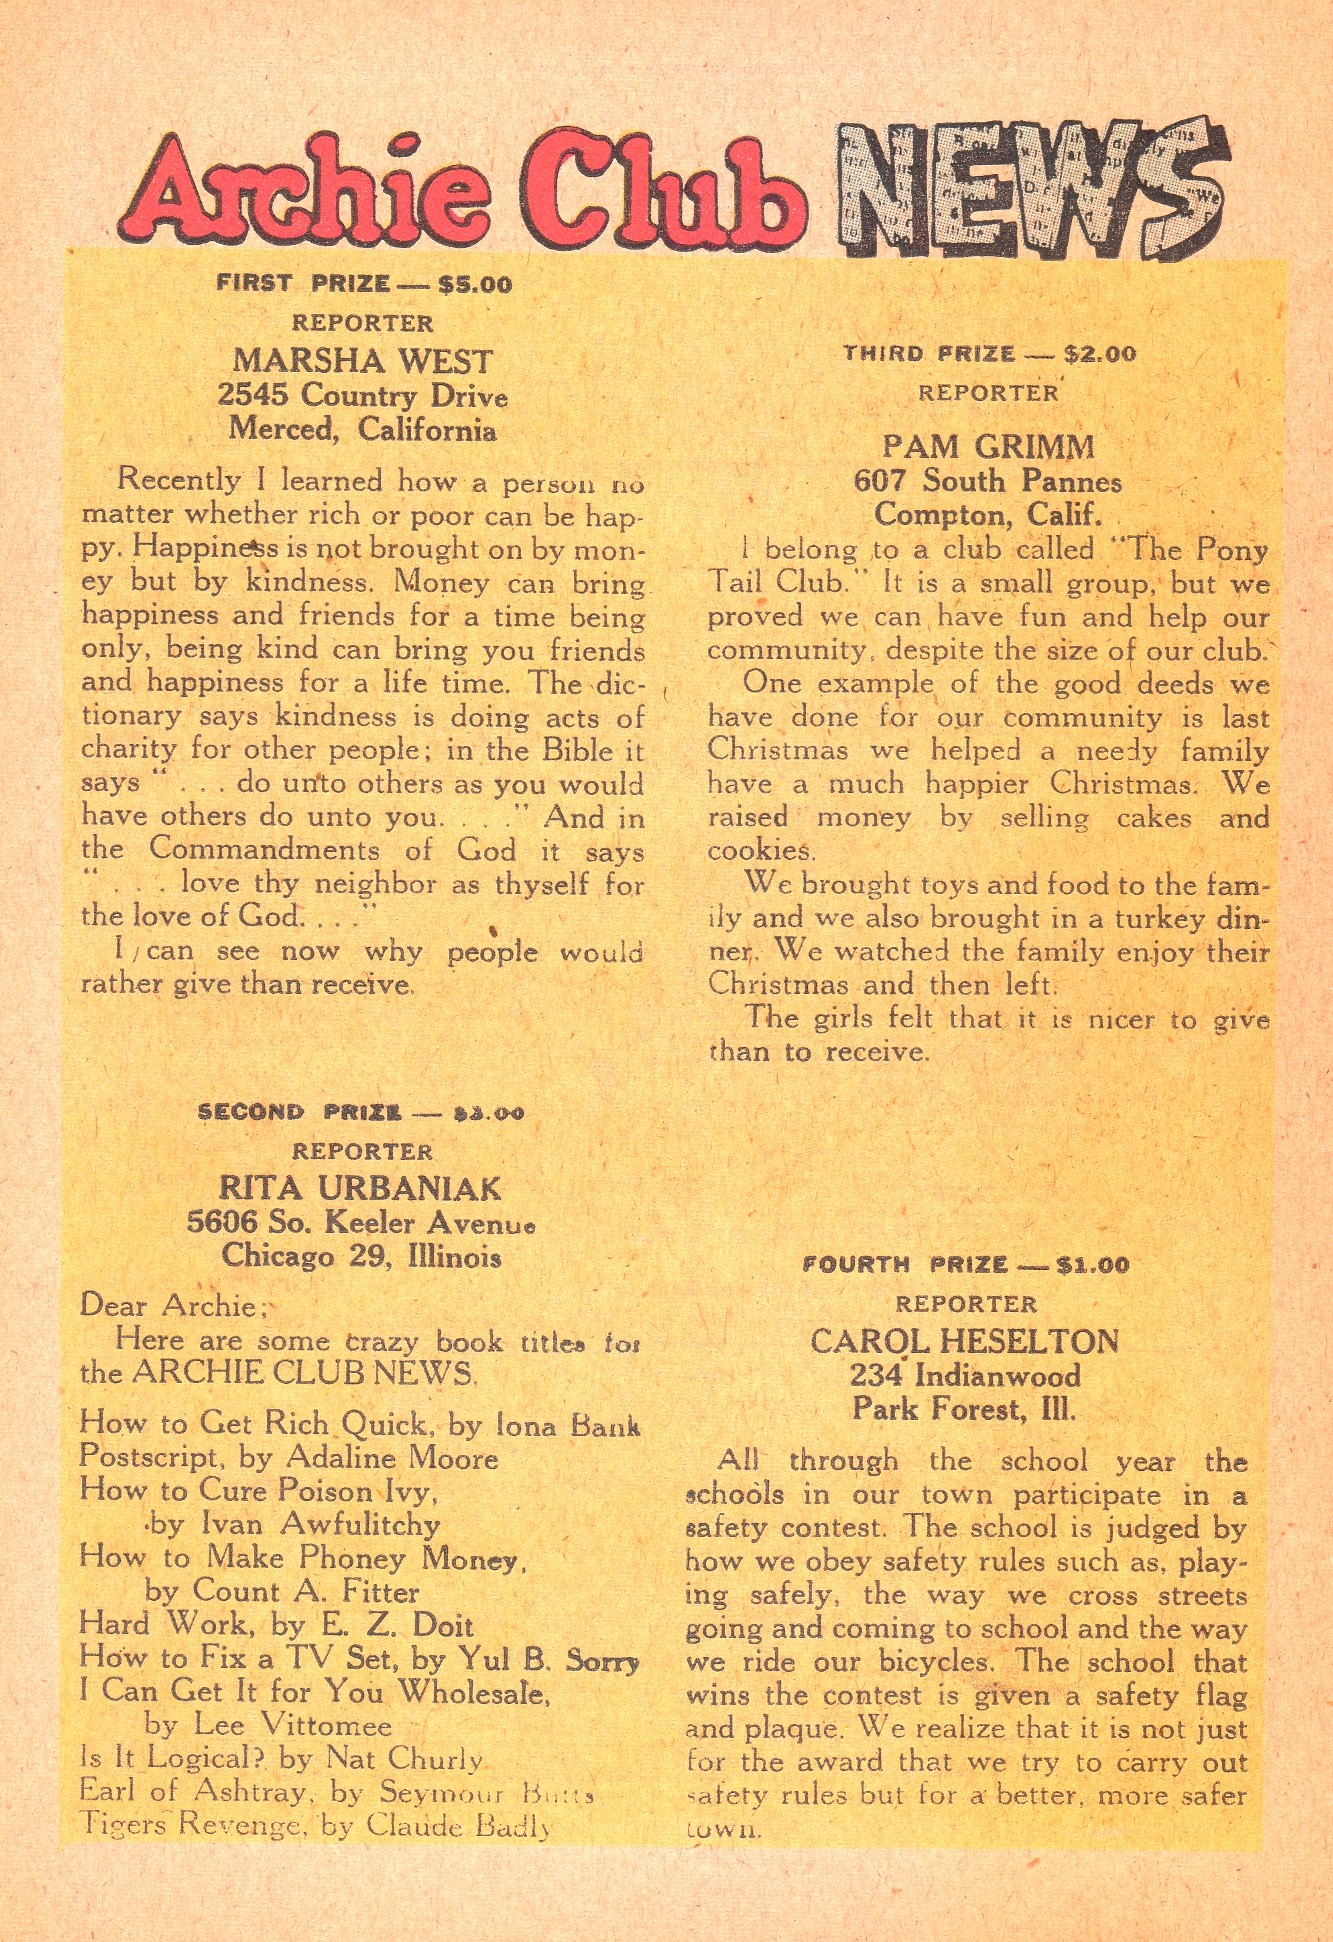 Archie Club NEWS
FIRST PRIZE — $5.00
REPORTER
MARSHA WEST
2545 Country Drive
Merced, California
Recently I learned how a person no
matter whether rich or poor can be hap-
py. Happiness is not brought on by mon-
ey but by kindness. Money can bring
happiness and friends for a time being
only, being kind can bring you friends
and happiness for a life time. The dic-
tionary says kindness is doing acts of
charity for other people; in the Bible it
says " . . . do unto others as you would
have others do unto you. . . ." And in
the Commandments of God it says
" . . . love thy neighbor as thyself for
the love of God. . . ."
I can see now why people would
rather give than receive.
SECOND PRIZE — $3.00
REPORTER
RITA URBANIAK
5606 So. Keeler Avenue
Chicago 29, Illinois
Dear Archie;
Here are some crazy book titles for
the ARCHIE CLUB NEWS.
How to Get Rich Quick, by Iona Bank
Postscript, by Adaline Moore
How to Cure Poison Ivy,
by Ivan Awfulitchy
How to Make Phoney Money,
by Count A. Fitter
Hard Work, by E. Z. Doit
How to Fix a TV Set, by Yul B. Sorry
I Can Get It for You Wholesale,
by Lee Vittomee
Is It Logical? by Nat Churly
Earl of Ashtray, by Seymour Butts
Tigers Revenge, by Claude Badly
THIRD PRIZE — $2.00
REPORTER
PAM GRIMM
607 South Pannes
Compton, Calif.
I belong to a club called "The Pony
Tail Club." It is a small group, but we
proved we can have fun and help our
community, despite the size of our club.
One example of the good deeds we
have done for our community is last
Christmas we helped a needy family
have a much happier Christmas. We
raised money by selling cakes and
cookies.
We brought toys and food to the fam-
ily and we also brought in a turkey din-
ner. We watched the family enjoy their
Christmas and then left.
The girls felt that it is nicer to give
than to receive.
FOURTH PRIZE — $1.00
REPORTER
CAROL HESELTON
234 Indianwood
Park Forest, Ill.
All through the school year the
schools in our town participate in a
safety contest. The school is judged by
how we obey safety rules such as, play-
ing safely, the way we cross streets
going and coming to school and the way
we ride our bicycles. The school that
wins the contest is given a safety flag
and plaque. We realize that it is not just
for the award that we try to carry out
safety rules but for a better, more safer
town.